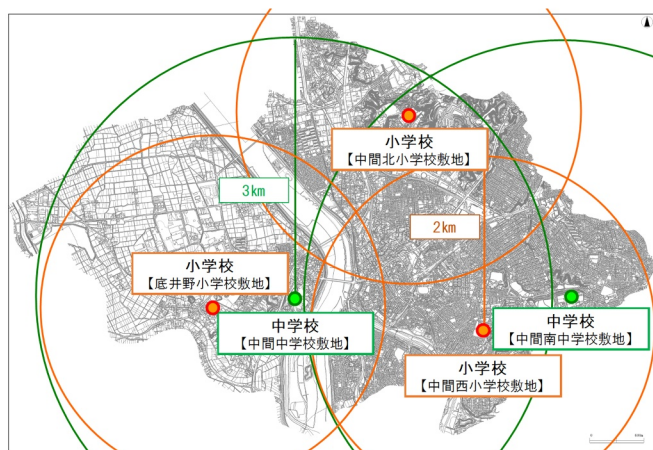 小学校
【中間北小学校敷地】
3km
2km
小学校
【底井野小学校敷地】
中学校
【中間中学校敷地】
中学校
【中間南中学校敷地】
小学校
【中間西小学校敷地】